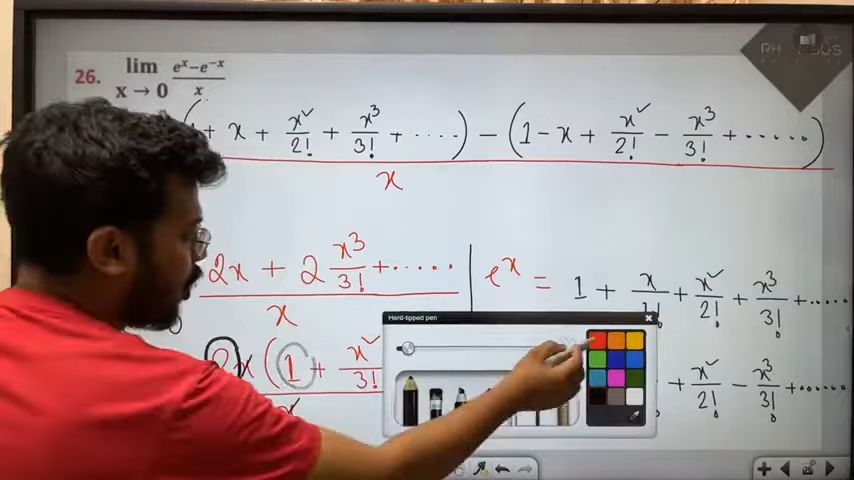 26. lim x → 0 (eˣ − e⁻ˣ)/x
+ x + x²/2! + x³/3! + ....) − (1 − x + x²/2! − x³/3! + ......)
x
2x + 2 x³/3! + ......
x
eˣ = 1 + x/1! + x²/2! + x³/3! + ......
Hard-tipped pen
x (1 + x²/3!
+ x²/2! − x³/3! + ......